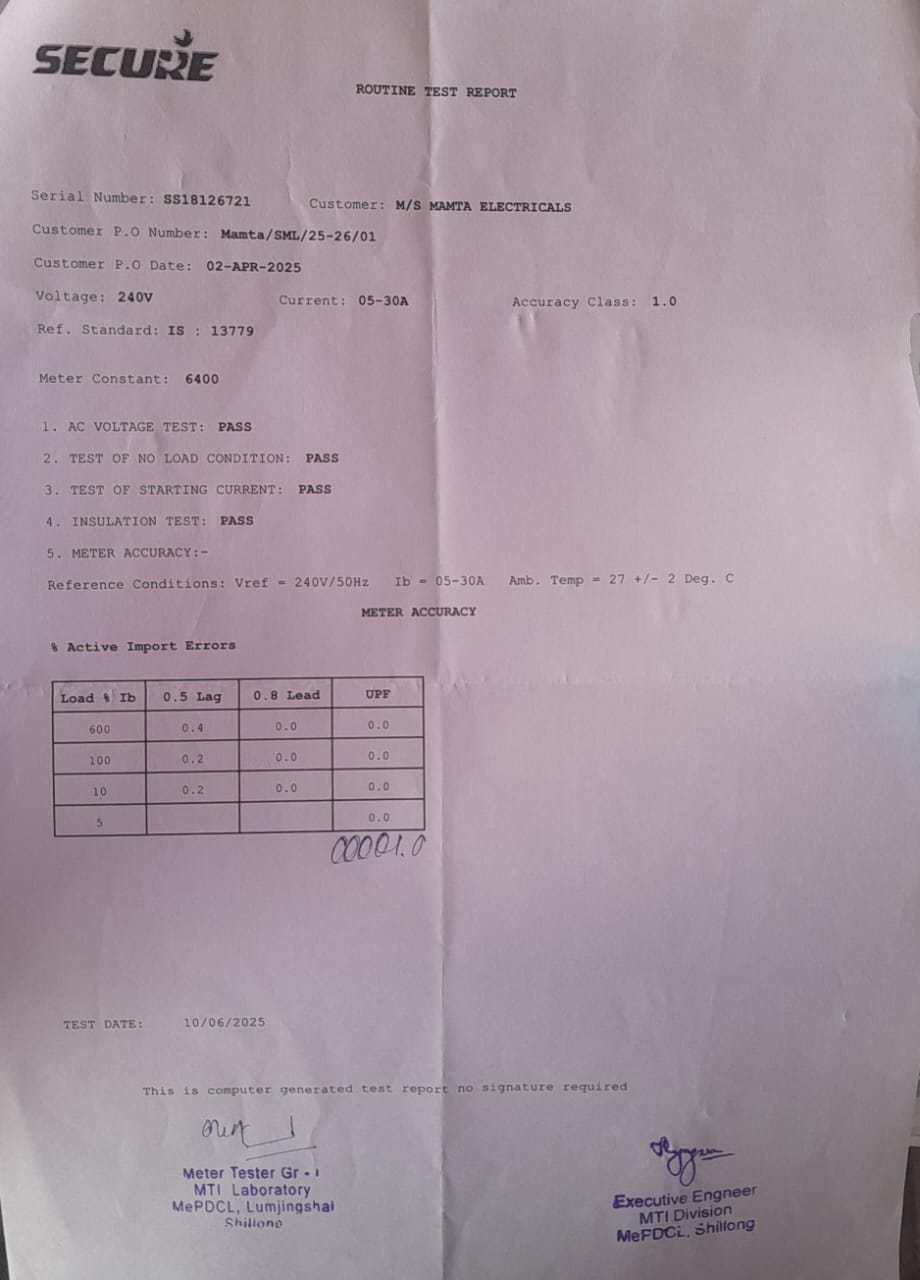 SECURE
ROUTINE TEST REPORT
Serial Number: SS18126721 Customer: M/S MAMTA ELECTRICALS
Customer P.O Number: Mamta/SML/25-26/01
Customer P.O Date: 02-APR-2025
Voltage: 240V Current: 05-30A Accuracy Class: 1.0
Ref. Standard: IS : 13779
Meter Constant: 6400
1. AC VOLTAGE TEST: PASS
2. TEST OF NO LOAD CONDITION: PASS
3. TEST OF STARTING CURRENT: PASS
4. INSULATION TEST: PASS
5. METER ACCURACY:-
Reference Conditions: Vref = 240V/50Hz Ib = 05-30A Amb. Temp = 27 +/- 2 Deg. C
METER ACCURACY
% Active Import Errors
Load % Ib 0.5 Lag 0.8 Lead UPF
600 0.4 0.0 0.0
100 0.2 0.0 0.0
10 0.2 0.0 0.0
5 0.0
00001.0
TEST DATE: 10/06/2025
This is computer generated test report no signature required
Meter Tester Gr - I
MTI Laboratory
MePDCL, Lumjingshai
Shillong
Executive Engneer
MTI Division
MePDCL, Shillong